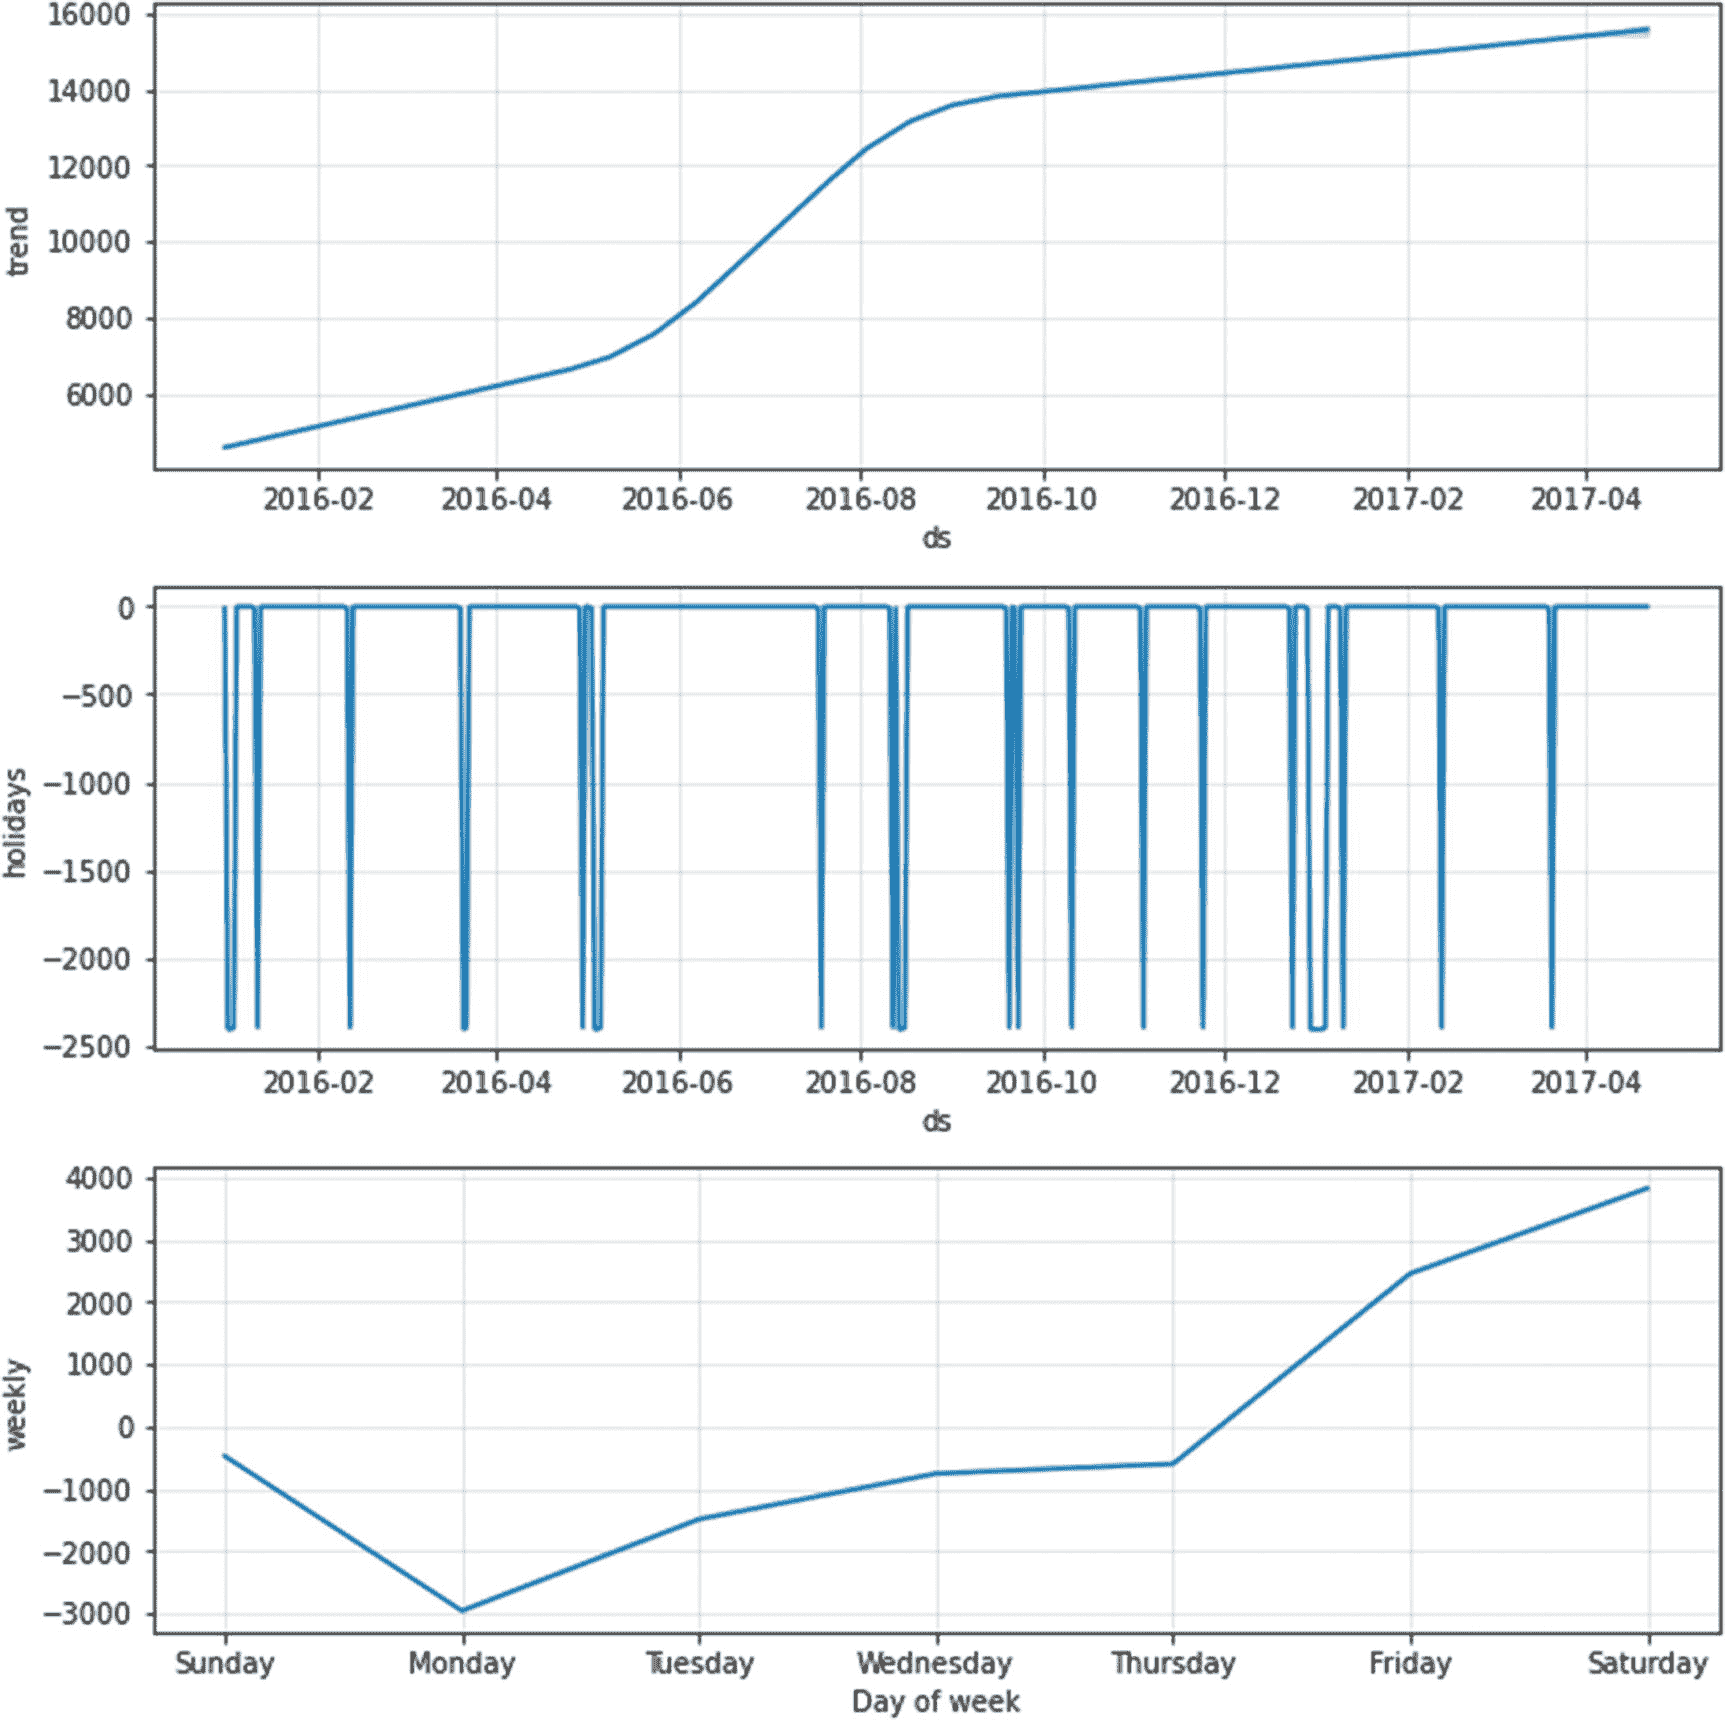 16000
14000
12000
10000
8000
6000
trend
2016-02 2016-04 2016-06 2016-08 2016-10 2016-12 2017-02 2017-04
ds
0
−500
−1000
−1500
−2000
−2500
holidays
2016-02 2016-04 2016-06 2016-08 2016-10 2016-12 2017-02 2017-04
ds
4000
3000
2000
1000
0
−1000
−2000
−3000
weekly
Sunday Monday Tuesday Wednesday Thursday Friday Saturday
Day of week